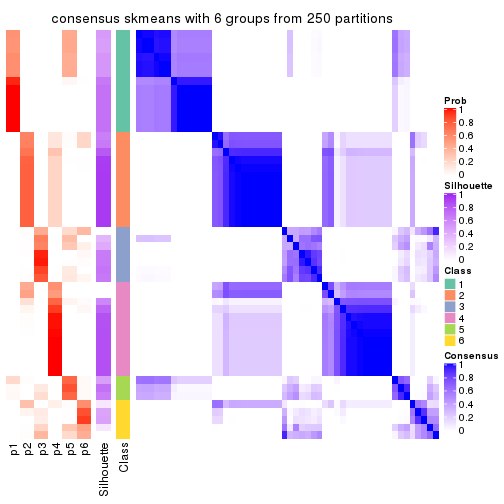 consensus skmeans with 6 groups from 250 partitions
Prob
1
0.8
0.6
0.4
0.2
0
Silhouette
1
0.8
0.6
0.4
0.2
0
Class
1
2
3
4
5
6
Consensus
1
0.8
0.6
0.4
0.2
0
p1
p2
p3
p4
p5
p6
Silhouette
Class